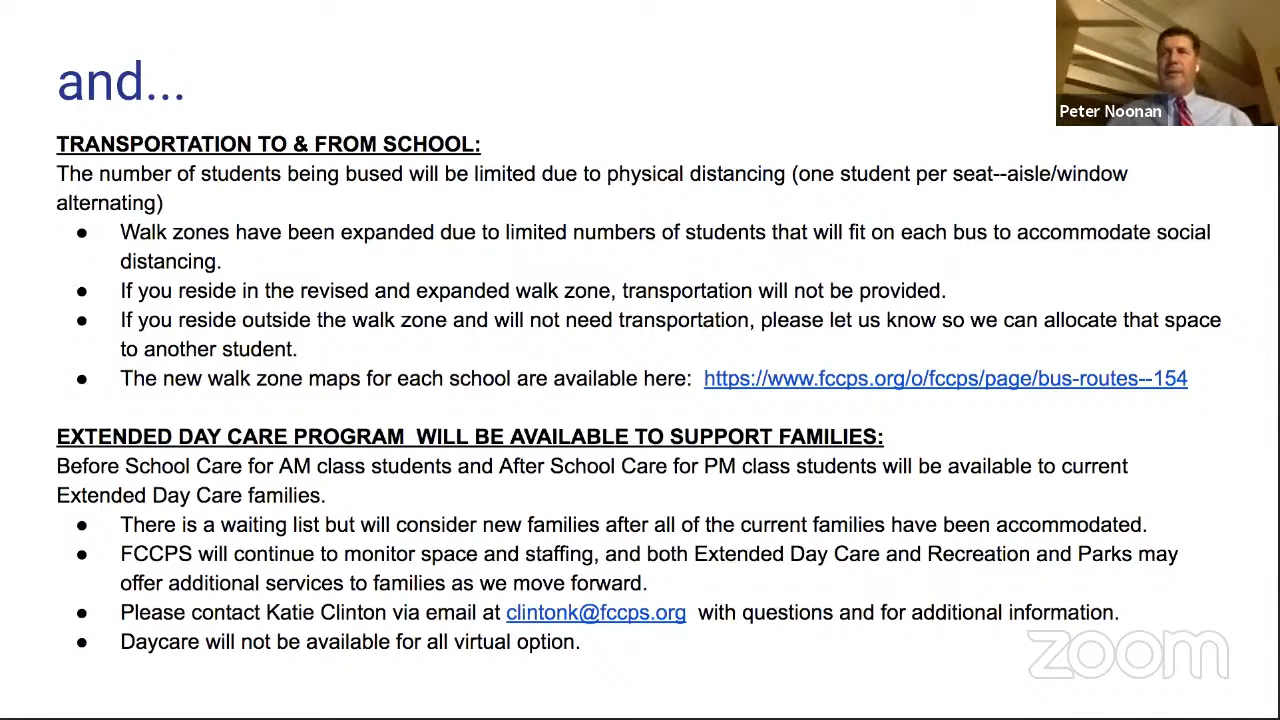 and...
Peter Noonan
TRANSPORTATION TO & FROM SCHOOL:
The number of students being bused will be limited due to physical distancing (one student per seat--aisle/window
alternating)
● Walk zones have been expanded due to limited numbers of students that will fit on each bus to accommodate social
distancing.
● If you reside in the revised and expanded walk zone, transportation will not be provided.
● If you reside outside the walk zone and will not need transportation, please let us know so we can allocate that space
to another student.
● The new walk zone maps for each school are available here: https://www.fccps.org/o/fccps/page/bus-routes--154
EXTENDED DAY CARE PROGRAM WILL BE AVAILABLE TO SUPPORT FAMILIES:
Before School Care for AM class students and After School Care for PM class students will be available to current
Extended Day Care families.
● There is a waiting list but will consider new families after all of the current families have been accommodated.
● FCCPS will continue to monitor space and staffing, and both Extended Day Care and Recreation and Parks may
offer additional services to families as we move forward.
● Please contact Katie Clinton via email at clintonk@fccps.org with questions and for additional information.
● Daycare will not be available for all virtual option.
zoom